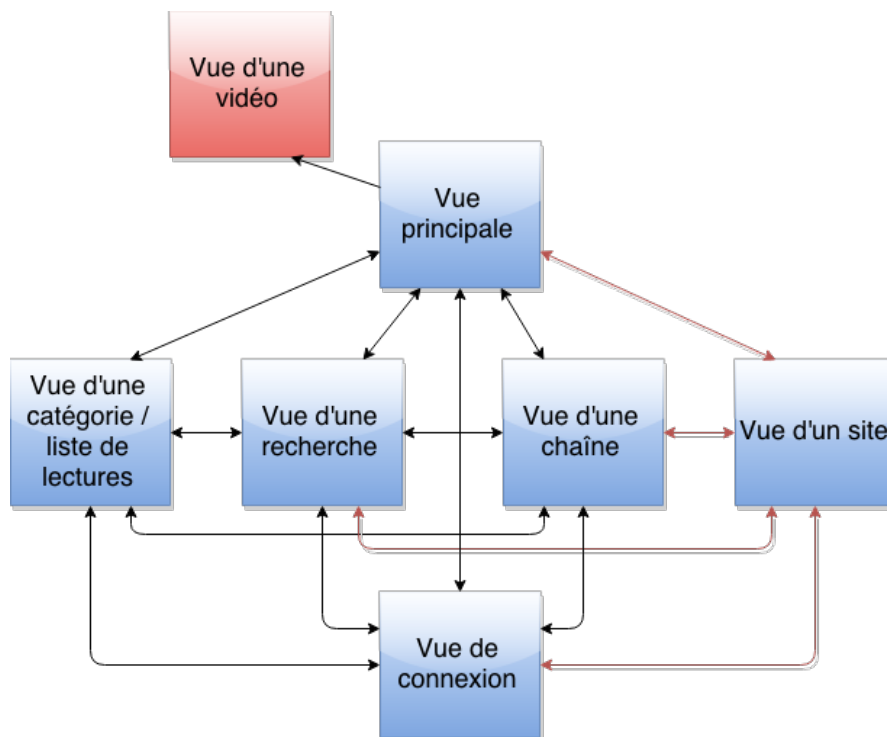 Vue d'une
vidéo
Vue
principale
Vue d'une
catégorie /
liste de
lectures
Vue d'une
recherche
Vue d'une
chaîne
Vue d'un site
Vue de
connexion